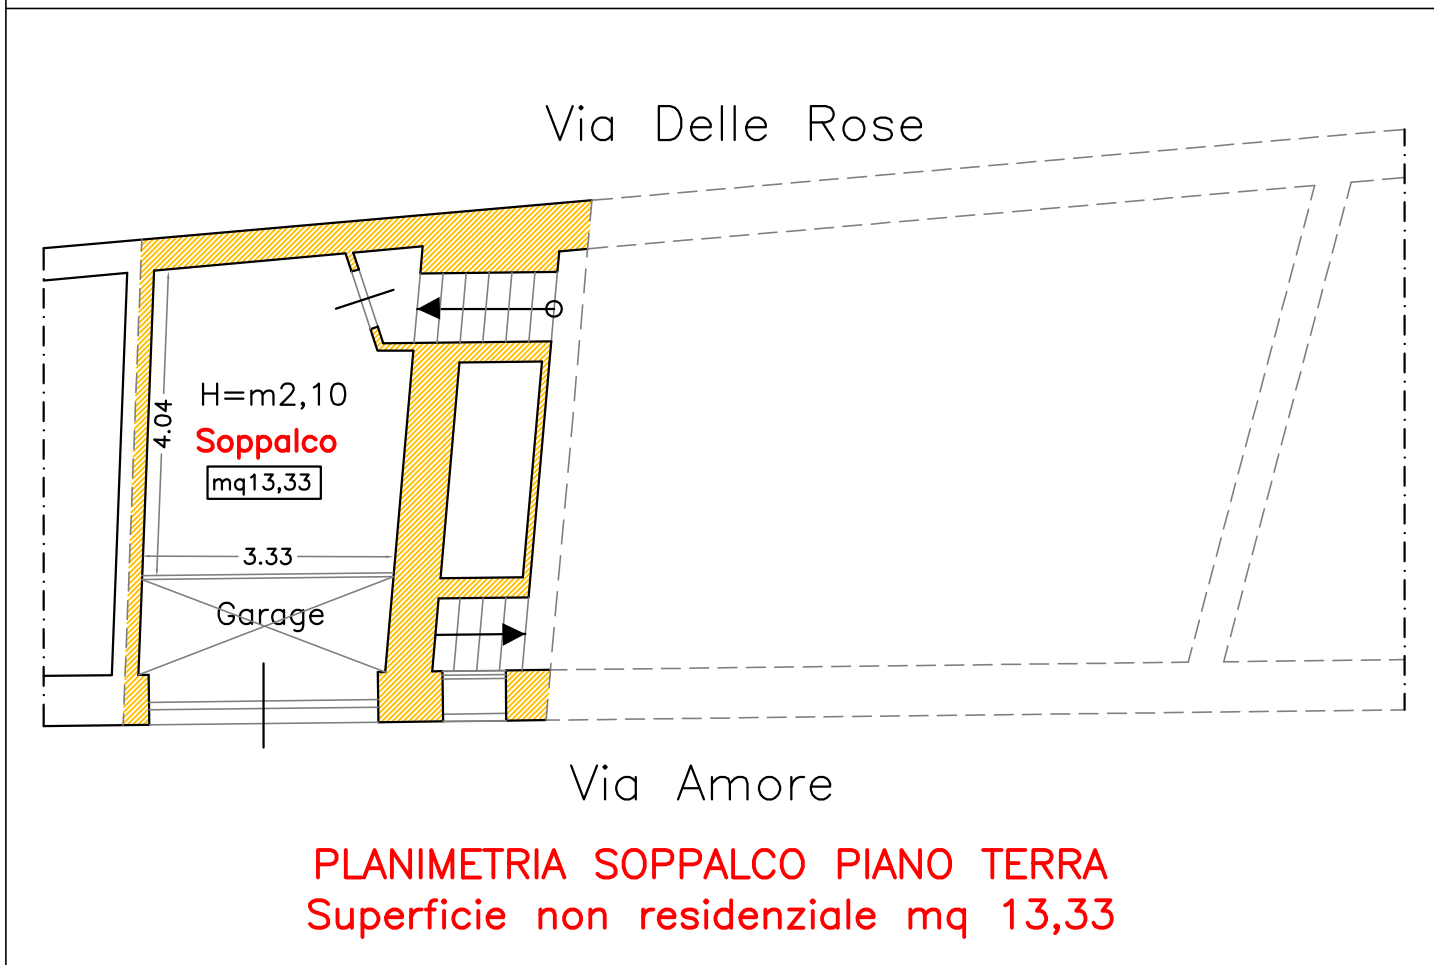 Via Delle Rose
H=m2,10
4.04
Soppalco
mq13,33
3.33
Garage
Via Amore
PLANIMETRIA SOPPALCO PIANO TERRA
Superficie non residenziale mq 13,33